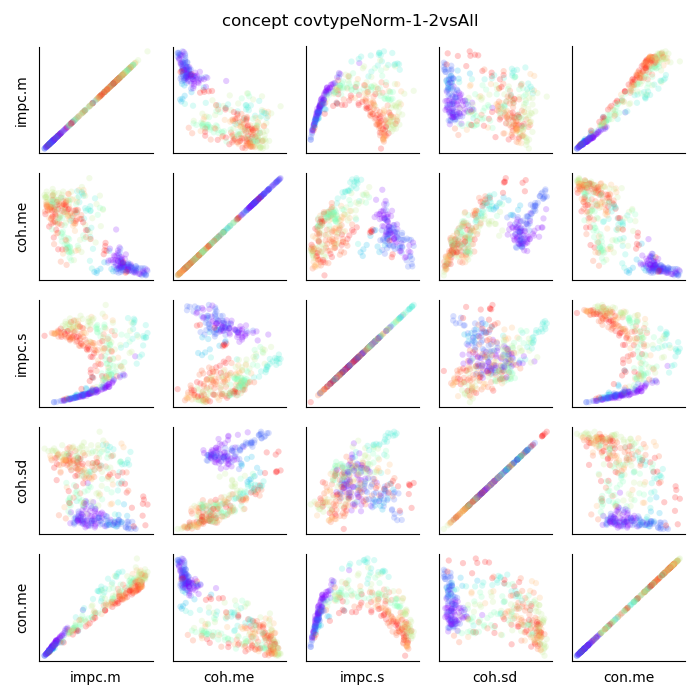 concept covtypeNorm-1-2vsAll
impc.m
coh.me
impc.s
coh.sd
con.me
impc.m
coh.me
impc.s
coh.sd
con.me